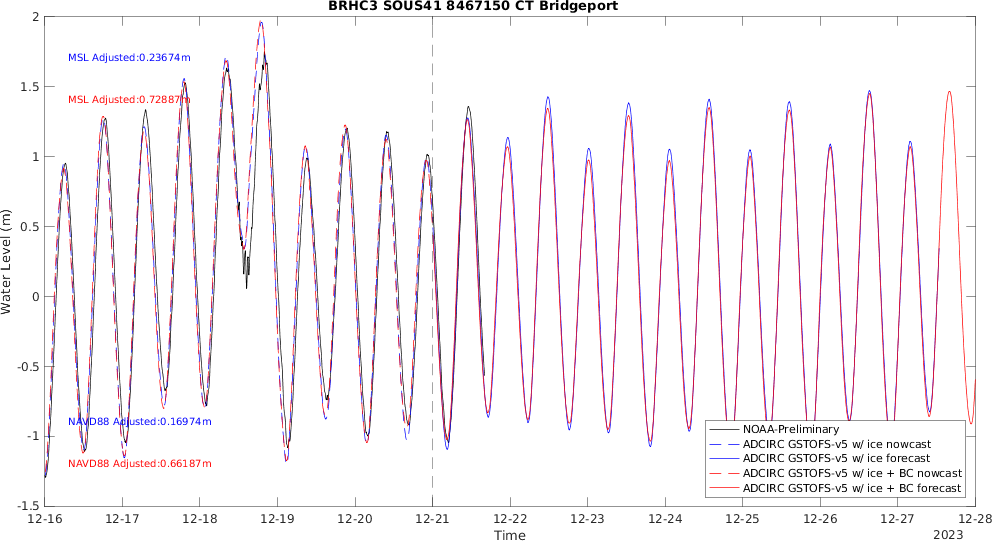 BRHC3 SOUS41 8467150 CT Bridgeport
2
1.5
1
0.5
0
-0.5
-1
-1.5
Water Level (m)
MSL Adjusted:0.23674m
MSL Adjusted:0.72887m
NAVD88 Adjusted:0.16974m
NAVD88 Adjusted:0.66187m
NOAA-Preliminary
ADCIRC GSTOFS-v5 w/ ice nowcast
ADCIRC GSTOFS-v5 w/ ice forecast
ADCIRC GSTOFS-v5 w/ ice + BC nowcast
ADCIRC GSTOFS-v5 w/ ice + BC forecast
12-16 12-17 12-18 12-19 12-20 12-21 12-22 12-23 12-24 12-25 12-26 12-27 12-28
Time
2023